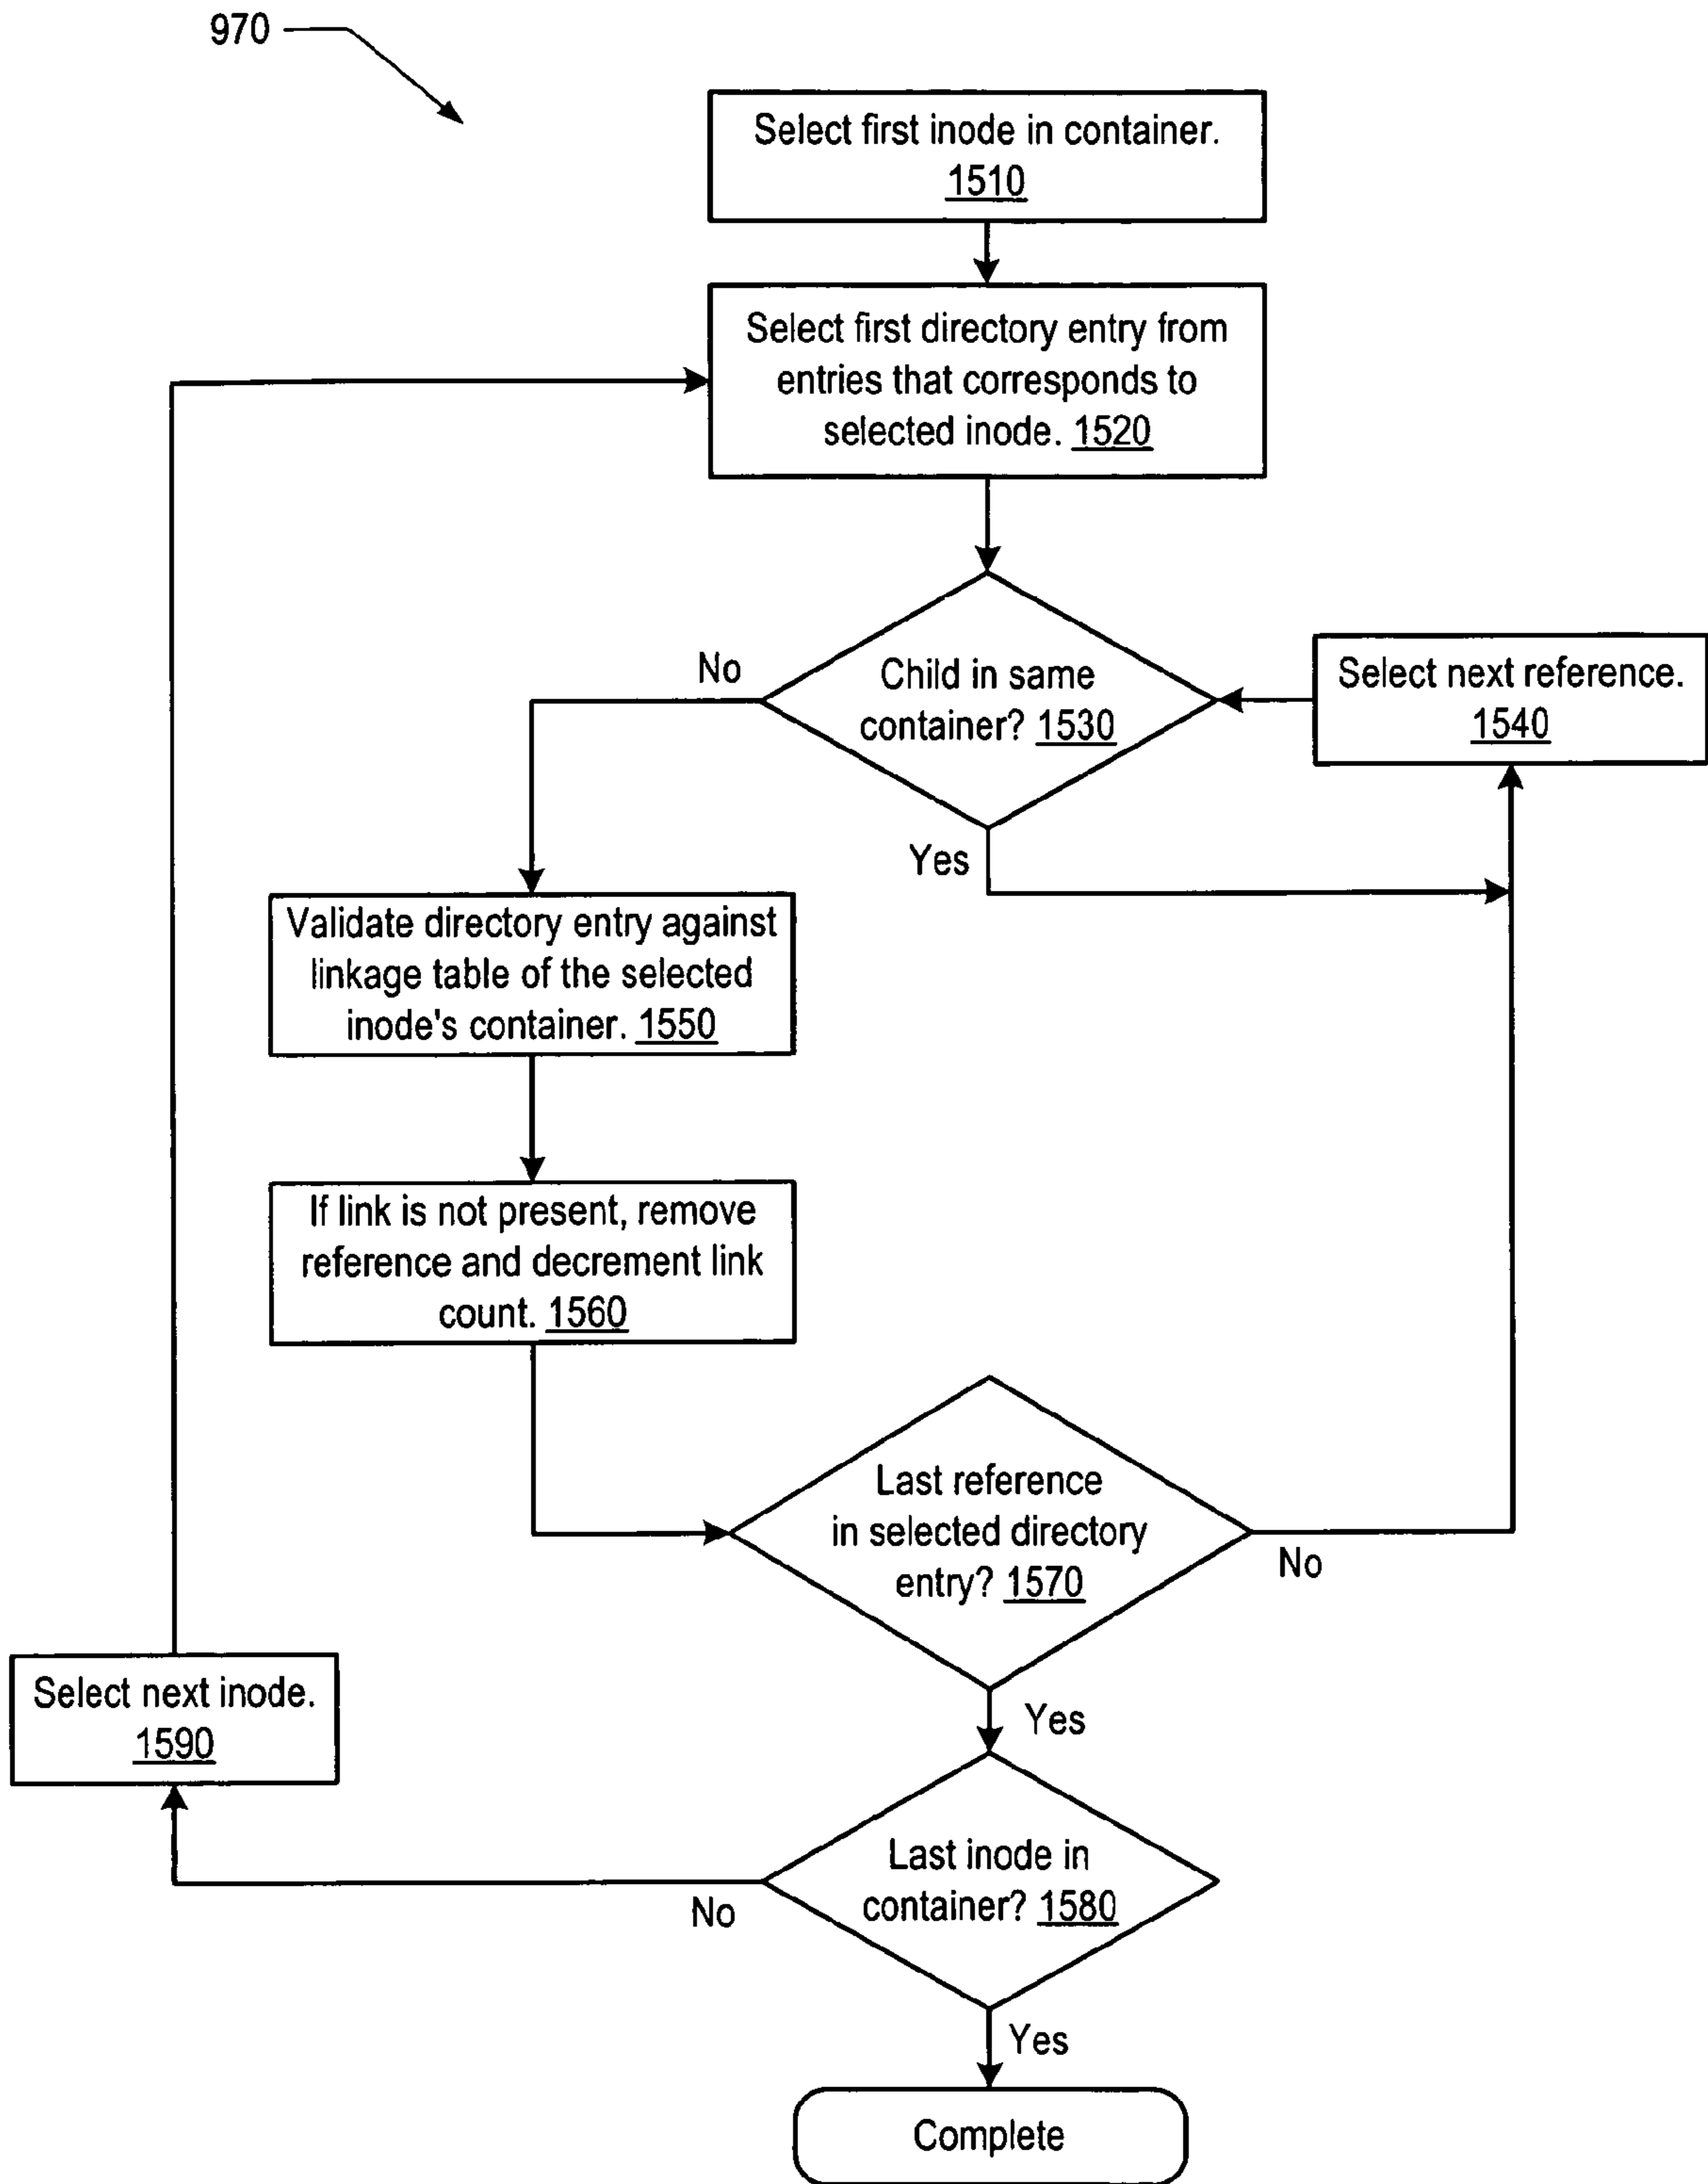 970
Select first inode in container.
1510
Select first directory entry from
entries that corresponds to
selected inode. 1520
No
Child in same
container? 1530
Select next reference.
1540
Yes
Validate directory entry against
linkage table of the selected
inode's container. 1550
If link is not present, remove
reference and decrement link
count. 1560
Last reference
in selected directory
entry? 1570
No
Select next inode.
1590
Yes
Last inode in
container? 1580
No
Yes
Complete